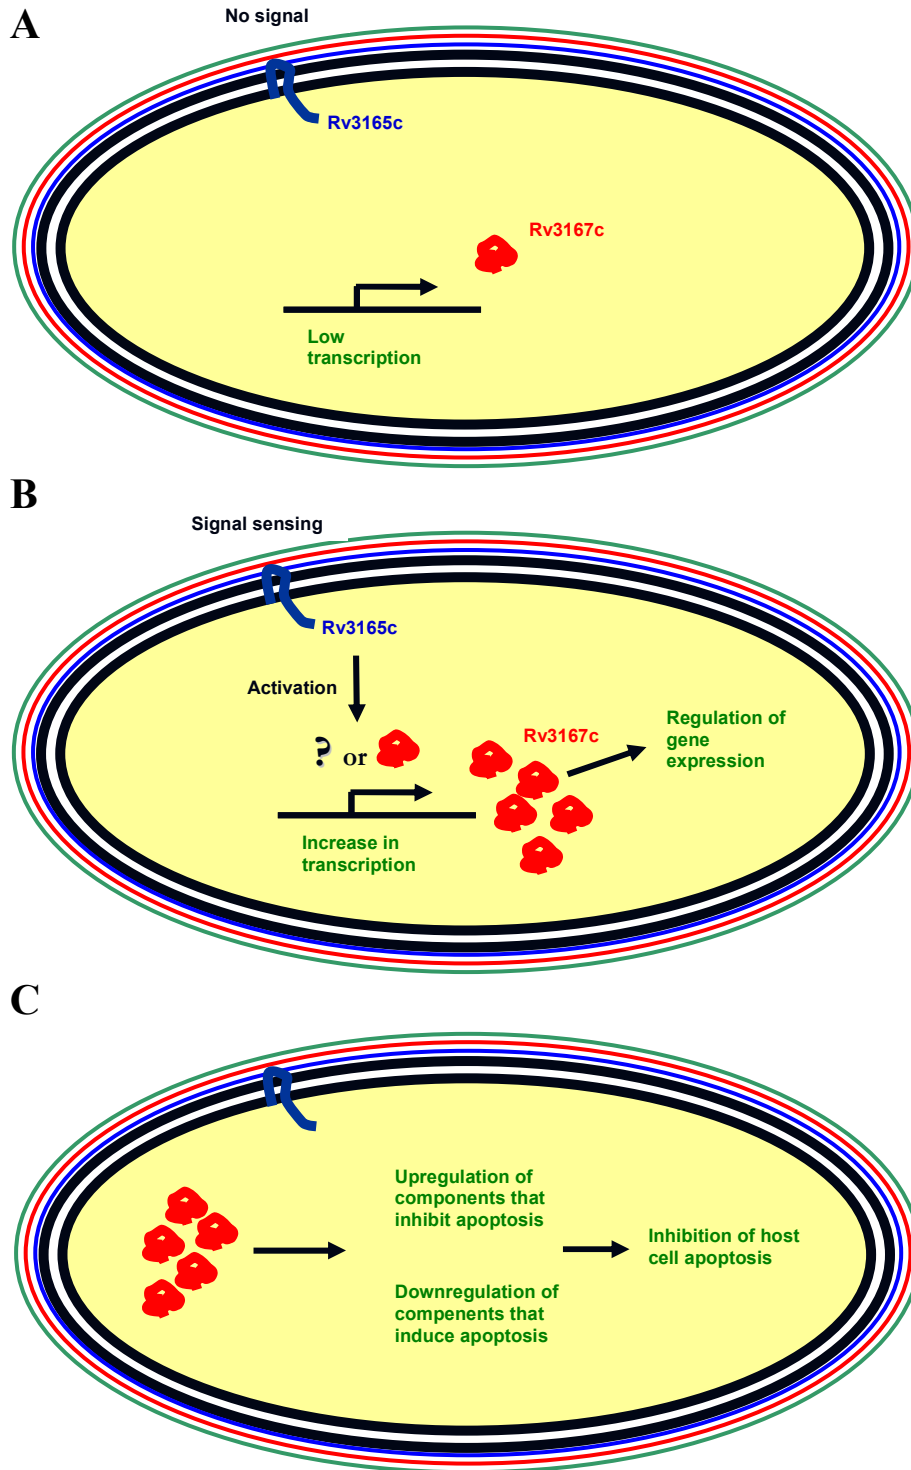 A
No signal
Rv3165c
Rv3167c
Low
transcription
B
Signal sensing
Rv3165c
Activation
? or
Rv3167c
Regulation of
gene
expression
Increase in
transcription
C
Upregulation of
components that
inhibit apoptosis
Inhibition of host
cell apoptosis
Downregulation of
compenents that
induce apoptosis